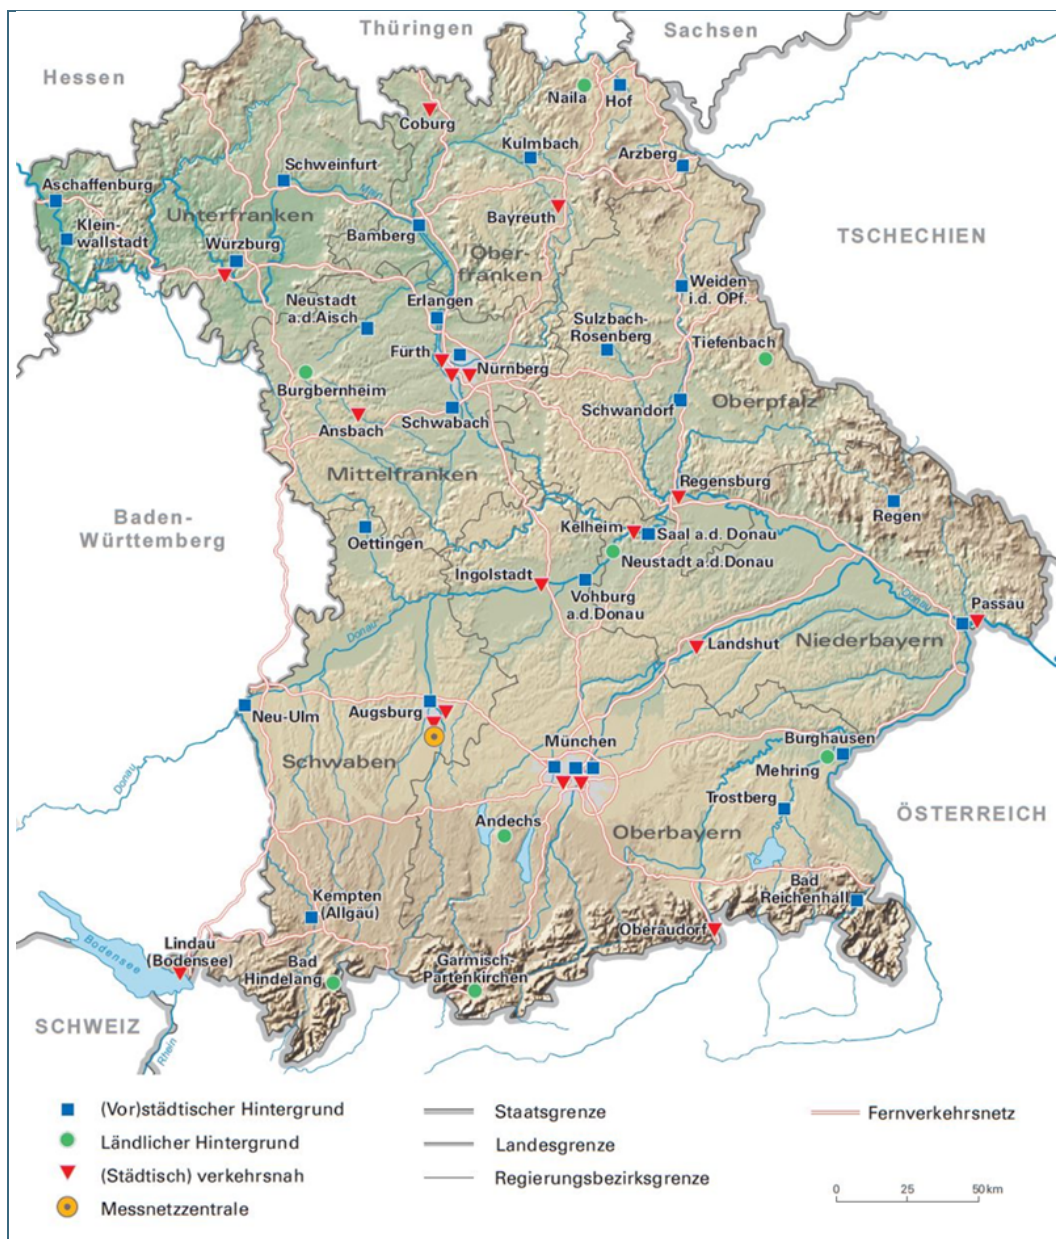 Thüringen
Sachsen
Hessen
Naila
Hof
Coburg
Kulmbach
Arzberg
Schweinfurt
Aschaffenburg
Main
Unterfranken
Bayreuth
Klein-
wallstadt
Bamberg
Würzburg
Ober-
franken
TSCHECHIEN
Main
Weiden
i.d. OPf.
Neustadt
a.d.Aisch
Erlangen
Sulzbach-
Rosenberg
Tiefenbach
Fürth
Nürnberg
Burgbernheim
Oberpfalz
Schwandorf
Ansbach
Schwabach
Mittelfranken
Regensburg
Baden-
Württemberg
Regen
Kelheim
Saal a.d. Donau
Oettingen
Neustadt a.d.Donau
Ingolstadt
Vohburg
a.d.Donau
Donau
Passau
Donau
Niederbayern
Landshut
Augsburg
Neu-Ulm
München
Burghausen
Schwaben
Mehring
Donau
Trostberg
ÖSTERREICH
Andechs
Oberbayern
Bad
Reichenhall
Kempten
(Allgäu)
Oberaudorf
Bodensee
Lindau
(Bodensee)
Bad
Hindelang
Garmisch-
Partenkirchen
SCHWEIZ
Rhein
(Vor)städtischer Hintergrund
Staatsgrenze
Fernverkehrsnetz
Ländlicher Hintergrund
Landesgrenze
(Städtisch) verkehrsnah
Regierungsbezirksgrenze
Messnetzzentrale
0 25 50 km